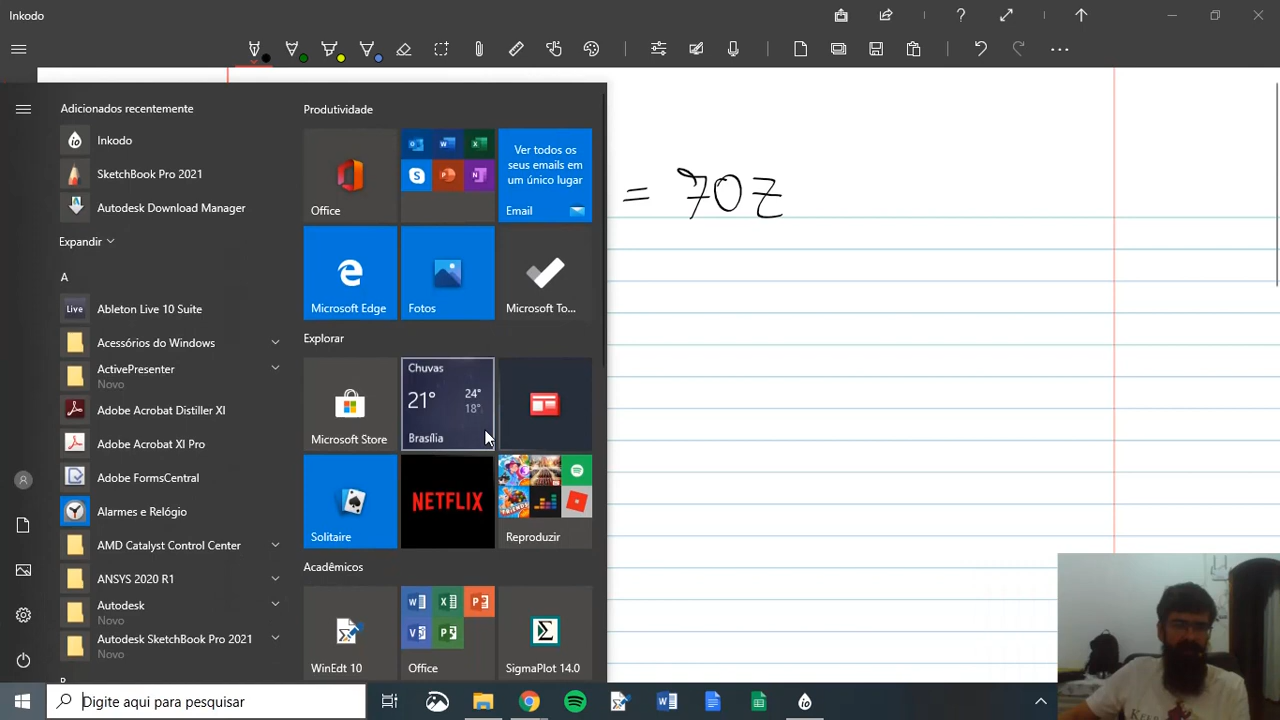 Inkodo
= 70Z
Adicionados recentemente
Inkodo
SketchBook Pro 2021
Autodesk Download Manager
Expandir
A
Live
Ableton Live 10 Suite
Acessórios do Windows
ActivePresenter
Novo
Adobe Acrobat Distiller XI
Adobe Acrobat XI Pro
Adobe FormsCentral
Alarmes e Relógio
AMD Catalyst Control Center
ANSYS 2020 R1
Autodesk
Novo
Autodesk SketchBook Pro 2021
Novo
Produtividade
Office
Ver todos os
seus emails em
um único lugar
Email
Microsoft Edge
Fotos
Microsoft To...
Explorar
Microsoft Store
Chuvas
21°
24°
18°
Brasília
Solitaire
NETFLIX
FRIENDS
Reproduzir
Acadêmicos
WinEdt 10
Office
SigmaPlot 14.0
Digite aqui para pesquisar